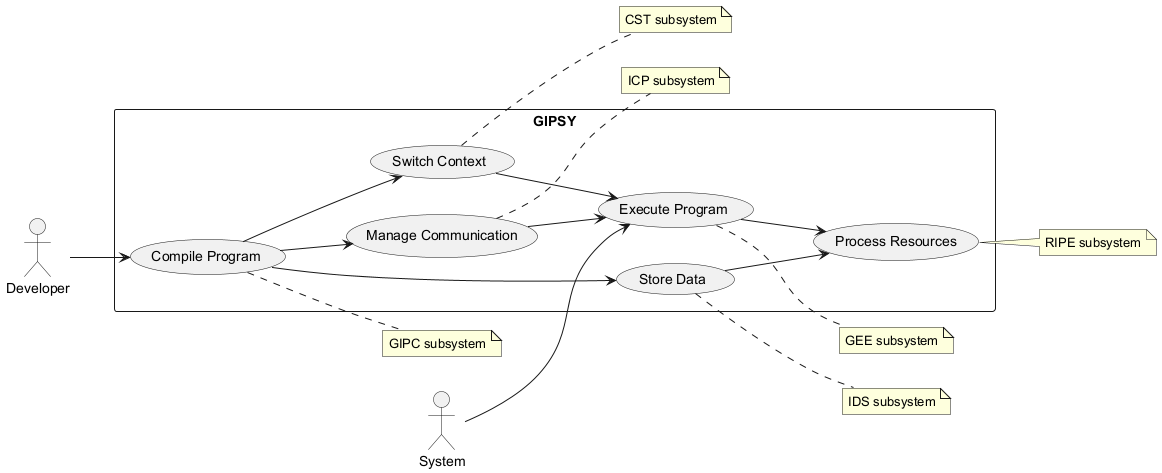 CST subsystem
ICP subsystem
GIPSY
Switch Context
Execute Program
Manage Communication
Process Resources
RIPE subsystem
Compile Program
Store Data
Developer
GIPC subsystem
GEE subsystem
IDS subsystem
System